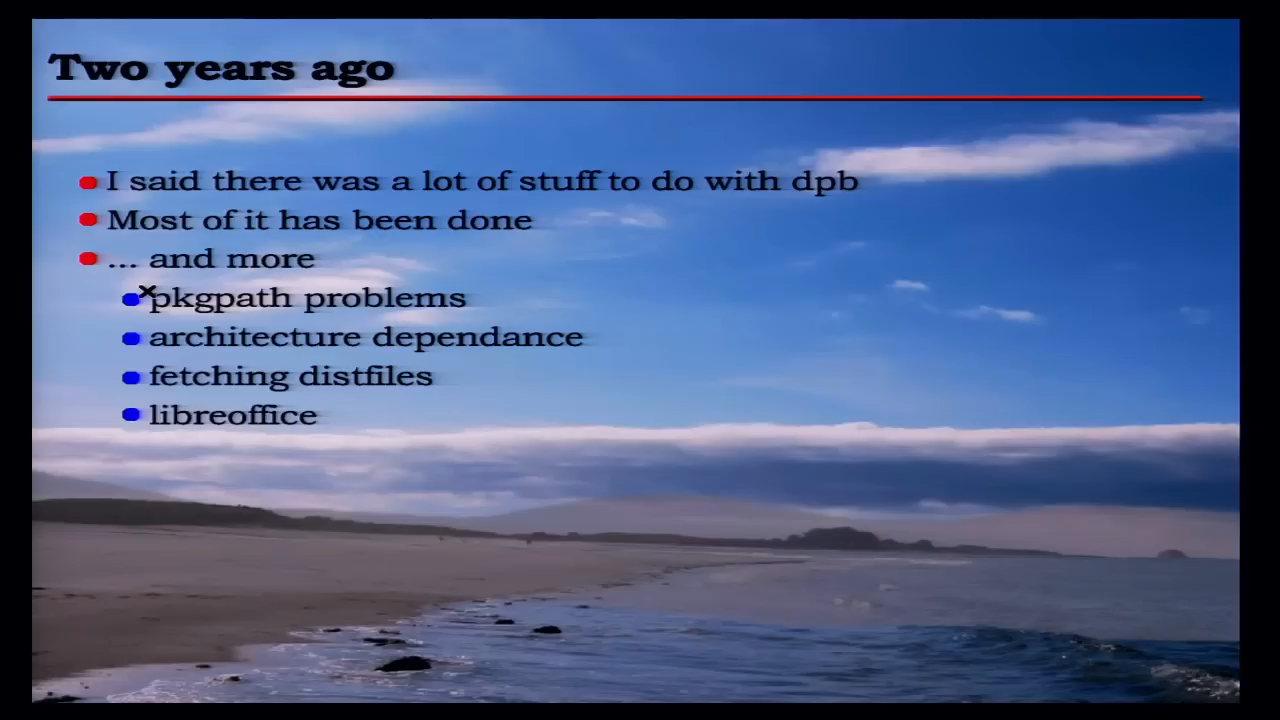 Two years ago
I said there was a lot of stuff to do with dpb
Most of it has been done
... and more
pkgpath problems
architecture dependance
fetching distfiles
libreoffice